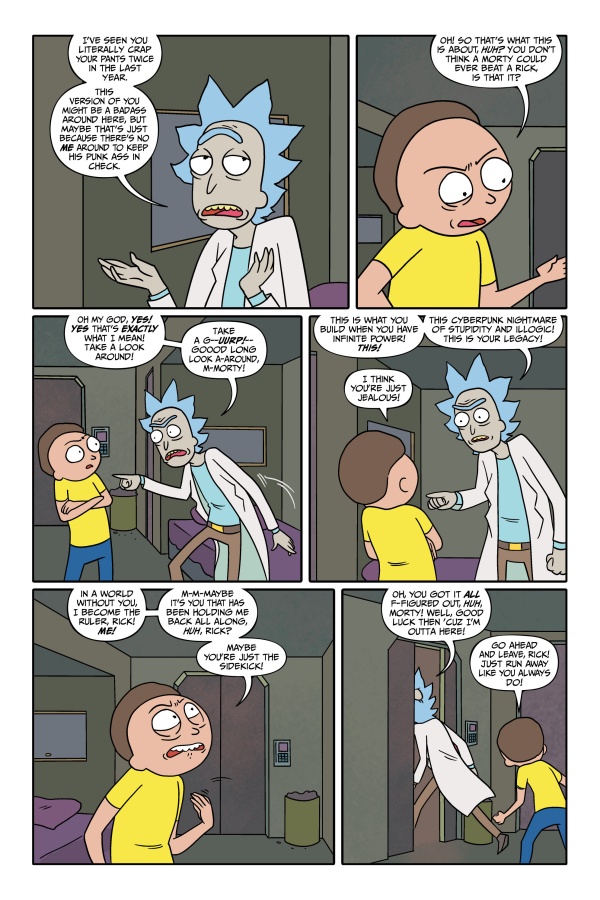 I'VE SEEN YOU
LITERALLY CRAP
YOUR PANTS TWICE
IN THE LAST
YEAR.
THIS
VERSION OF YOU
MIGHT BE A BADASS
AROUND HERE, BUT
MAYBE THAT'S JUST
BECAUSE THERE'S NO
ME AROUND TO KEEP
HIS PUNK ASS IN
CHECK.
OH! SO THAT'S WHAT THIS
IS ABOUT, HUH? YOU DON'T
THINK A MORTY COULD
EVER BEAT A RICK,
IS THAT IT?
OH MY GOD, YES!
YES THAT'S EXACTLY
WHAT I MEAN!
TAKE A LOOK
AROUND!
TAKE
A G--UURP!--
GOOOD LONG
LOOK A-AROUND,
M-MORTY!
THIS IS WHAT YOU
BUILD WHEN YOU HAVE
INFINITE POWER!
THIS!
THIS CYBERPUNK NIGHTMARE
OF STUPIDITY AND ILLOGIC!
THIS IS YOUR LEGACY!
I THINK
YOU'RE JUST
JEALOUS!
IN A WORLD
WITHOUT YOU,
I BECOME THE
RULER, RICK!
ME!
M-M-MAYBE
IT'S YOU THAT HAS
BEEN HOLDING ME
BACK ALL ALONG,
HUH, RICK?
MAYBE
YOU'RE JUST THE
SIDEKICK!
OH, YOU GOT IT ALL
F-FIGURED OUT, HUH,
MORTY! WELL, GOOD
LUCK THEN 'CUZ I'M
OUTTA HERE!
GO AHEAD
AND LEAVE, RICK!
JUST RUN AWAY
LIKE YOU ALWAYS
DO!